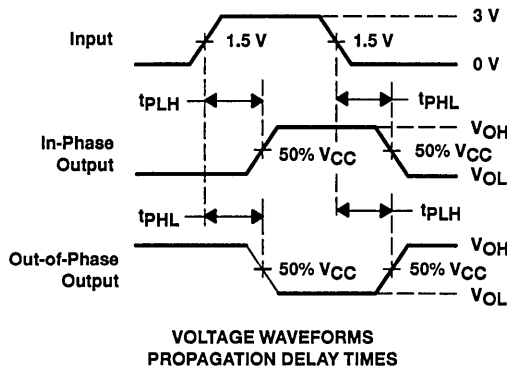 3 V
Input
1.5 V
1.5 V
0 V
tPLH
tPHL
VOH
In-Phase
Output
50% VCC
50% VCC
VOL
tPHL
tPLH
VOH
Out-of-Phase
Output
50% VCC
50% VCC
VOL
VOLTAGE WAVEFORMS
PROPAGATION DELAY TIMES